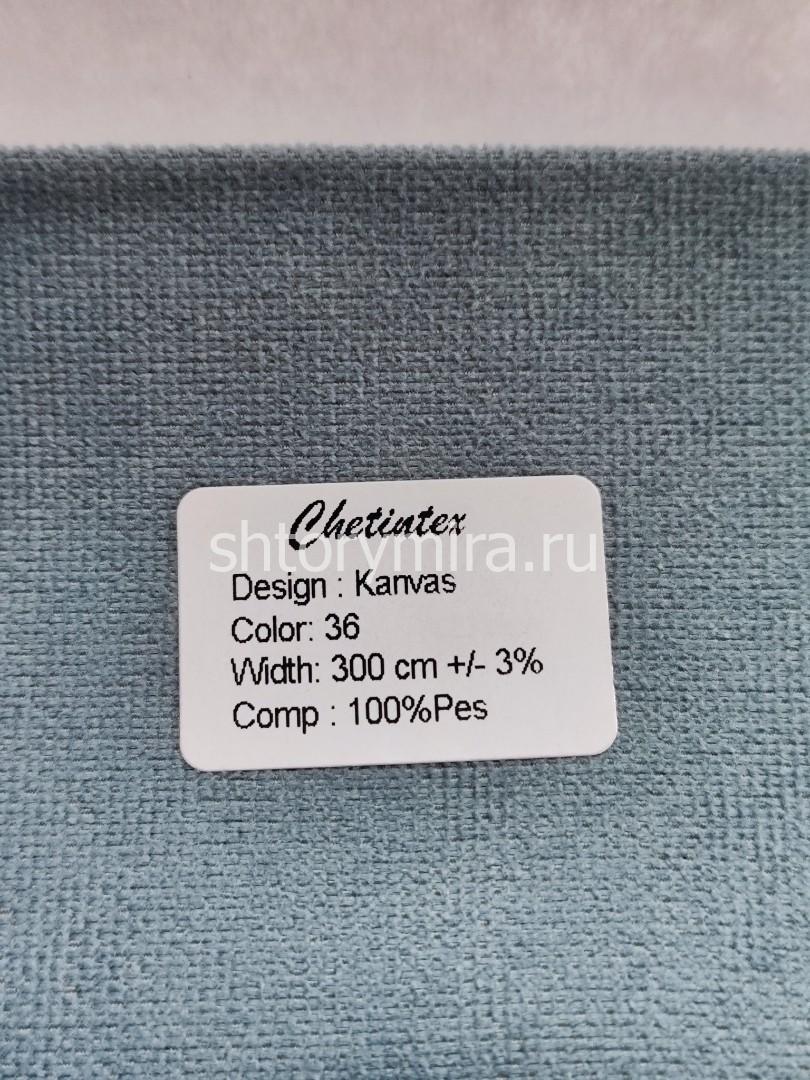 Chetintex
shtorymira.ru
Design : Kanvas
Color: 36
Width: 300 cm +/- 3%
Comp : 100%Pes